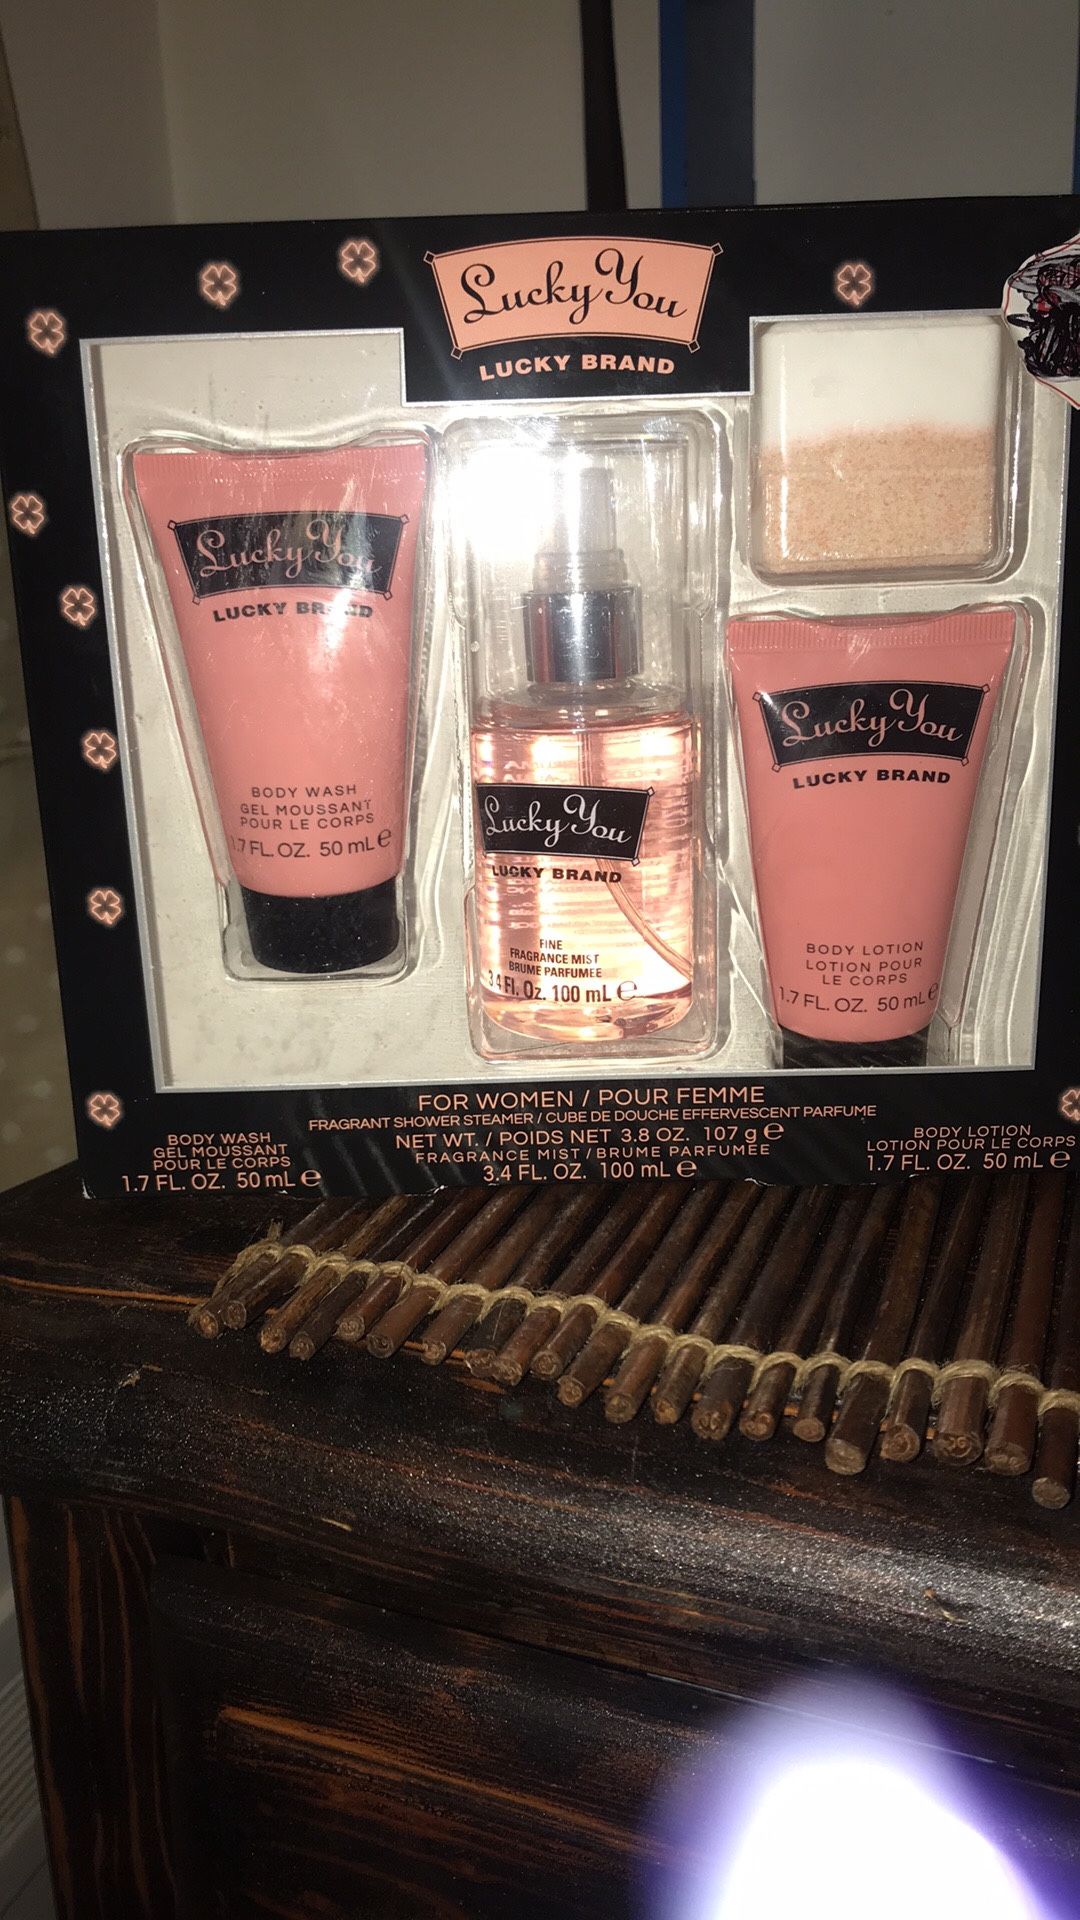 Lucky You
LUCKY BRAND
Lucky You
LUCKY BRAND
BODY WASH
GEL MOUSSANT
POUR LE CORPS
1.7 FL. OZ. 50 mL e
Lucky You
LUCKY BRAND
FINE
FRAGRANCE MIST
BRUME PARFUMÉE
3.4 Fl. Oz. 100 mL e
Lucky You
LUCKY BRAND
BODY LOTION
LOTION POUR
LE CORPS
1.7 FL. OZ. 50 mL e
FOR WOMEN / POUR FEMME
FRAGRANT SHOWER STEAMER / CUBE DE DOUCHE EFFERVESCENT PARFUMÉ
NET WT. / POIDS NET 3.8 OZ. 107 g e
FRAGRANCE MIST / BRUME PARFUMÉE
3.4 FL. OZ. 100 mL e
BODY WASH
GEL MOUSSANT
POUR LE CORPS
1.7 FL. OZ. 50 mL e
BODY LOTION
LOTION POUR LE CORPS
1.7 FL. OZ. 50 mL e